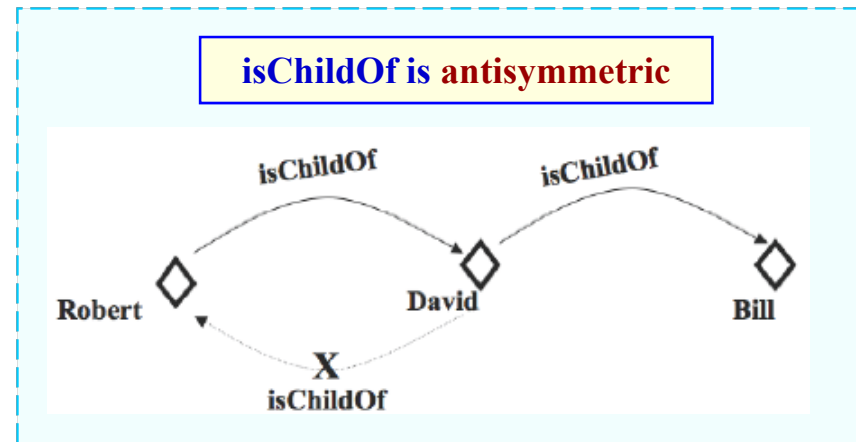 isChildOf is antisymmetric
isChildOf
isChildOf
Robert
David
Bill
X
isChildOf